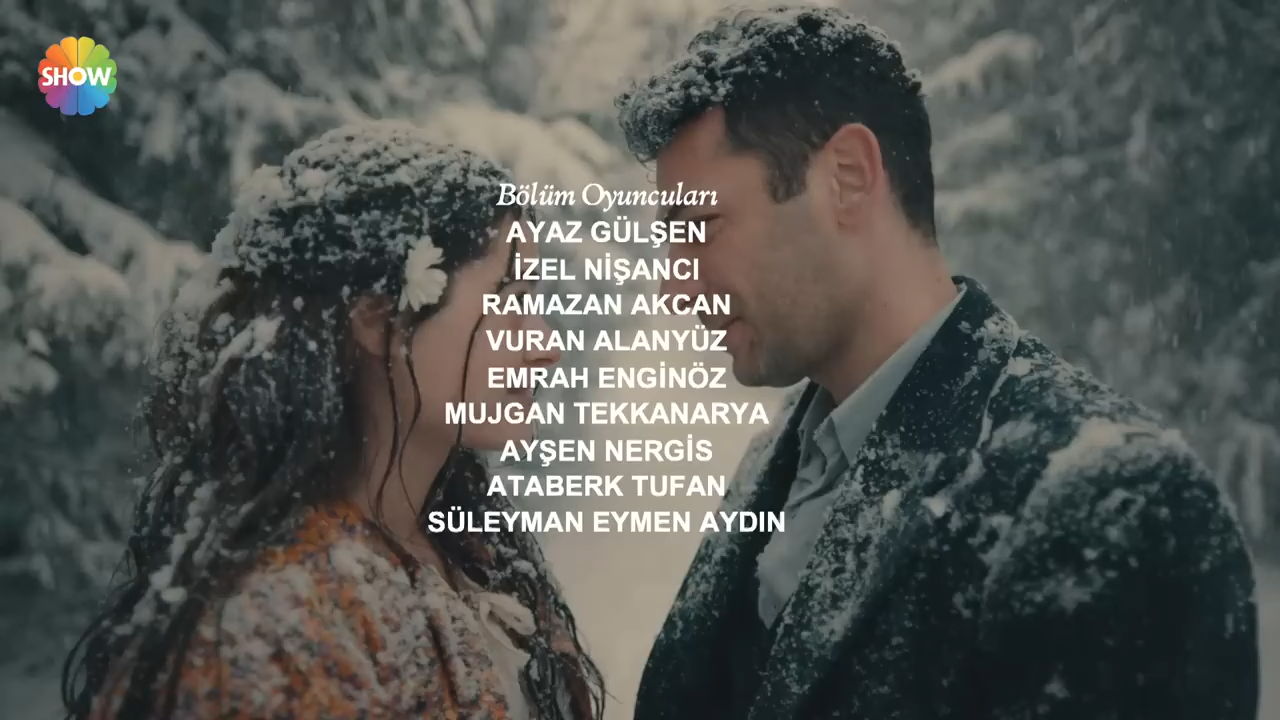 SHOW
Bölüm Oyuncuları
AYAZ GÜLŞEN
İZEL NİŞANCI
RAMAZAN AKCAN
VURAN ALANYÜZ
EMRAH ENGİNÖZ
MUJGAN TEKKANARYA
AYŞEN NERGİS
ATABERK TUFAN
SÜLEYMAN EYMEN AYDIN